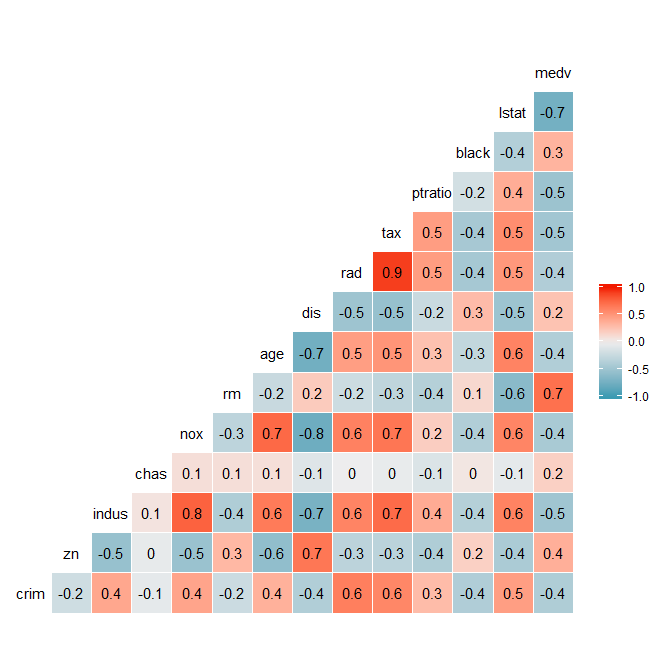 medv
lstat -0.7
black -0.4 0.3
ptratio -0.2 0.4 -0.5
tax 0.5 -0.4 0.5 -0.5
rad 0.9 0.5 -0.4 0.5 -0.4
dis -0.5 -0.5 -0.2 0.3 -0.5 0.2
age -0.7 0.5 0.5 0.3 -0.3 0.6 -0.4
rm -0.2 0.2 -0.2 -0.3 -0.4 0.1 -0.6 0.7
nox -0.3 0.7 -0.8 0.6 0.7 0.2 -0.4 0.6 -0.4
chas 0.1 0.1 0.1 -0.1 0 0 -0.1 0 -0.1 0.2
indus 0.1 0.8 -0.4 0.6 -0.7 0.6 0.7 0.4 -0.4 0.6 -0.5
zn -0.5 0 -0.5 0.3 -0.6 0.7 -0.3 -0.3 -0.4 0.2 -0.4 0.4
crim -0.2 0.4 -0.1 0.4 -0.2 0.4 -0.4 0.6 0.6 0.3 -0.4 0.5 -0.4
1.0
0.5
0.0
-0.5
-1.0